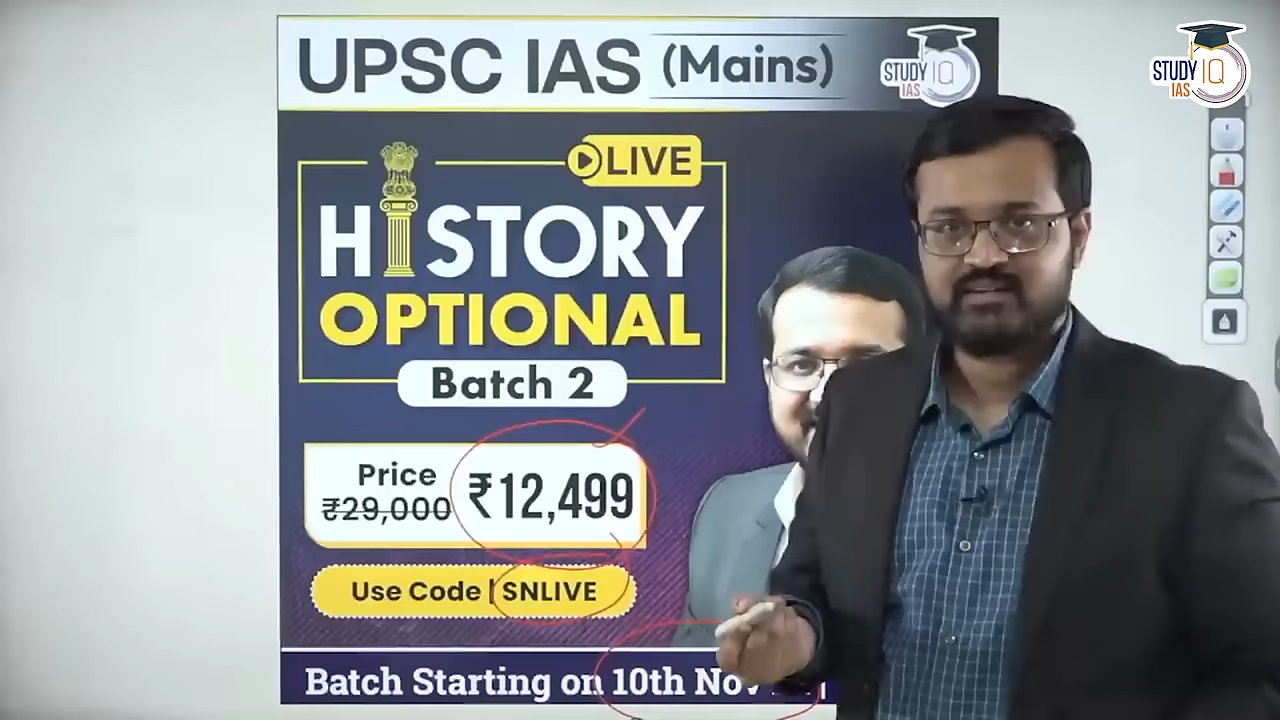 UPSC IAS (Mains)
STUDY IQ
IAS
STUDY IQ
IAS
LIVE
HISTORY
OPTIONAL
Batch 2
Price
₹29,000 ₹12,499
Use Code | SNLIVE
Batch Starting on 10th Nov